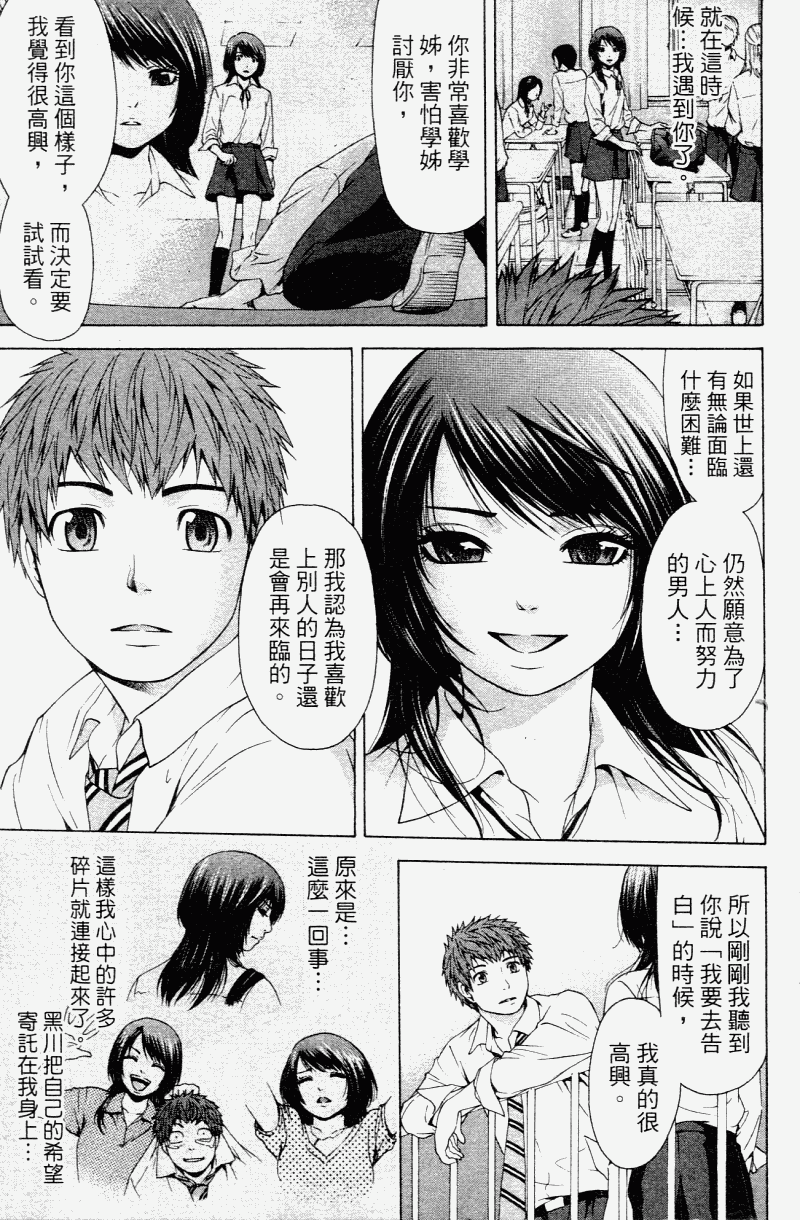 就在這時
候…我遇到你了。
你非常喜歡學
姊，害怕學姊
討厭你，
看到你這個樣子，
我覺得很高興，
而決定要
試試看。
如果世上還
有無論面臨
什麼困難…
仍然願意為了
心上人而努力
的男人…
那我認為我喜歡
上別人的日子還
是會再來臨的。
所以剛剛我聽到
你說「我要去告
白」的時候，
我真的很
高興。
原來是…
這麼一回事…
這樣我心中的許多
碎片就連接起來了。
黑川把自己的希望
寄託在我身上…